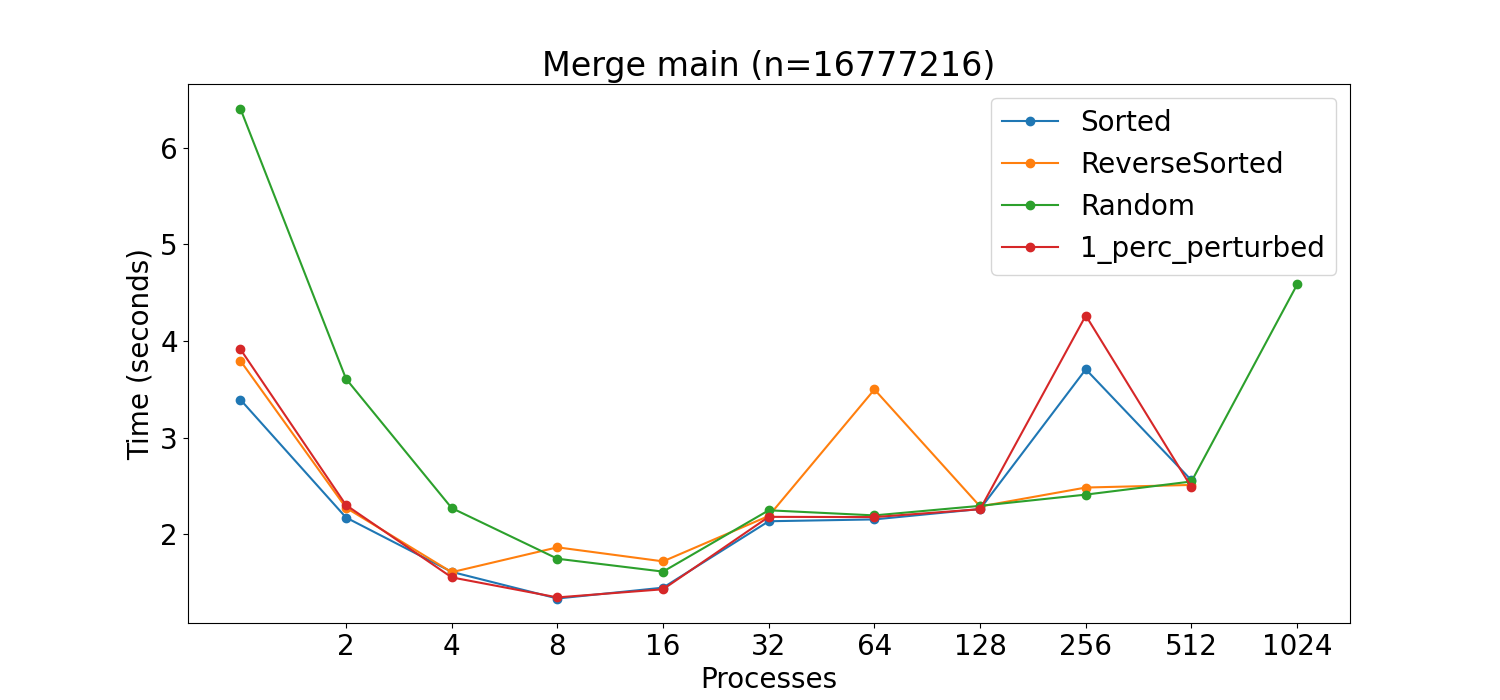 Merge main (n=16777216)
Sorted
ReverseSorted
Random
1_perc_perturbed
Time (seconds)
6
5
4
3
2
2 4 8 16 32 64 128 256 512 1024
Processes